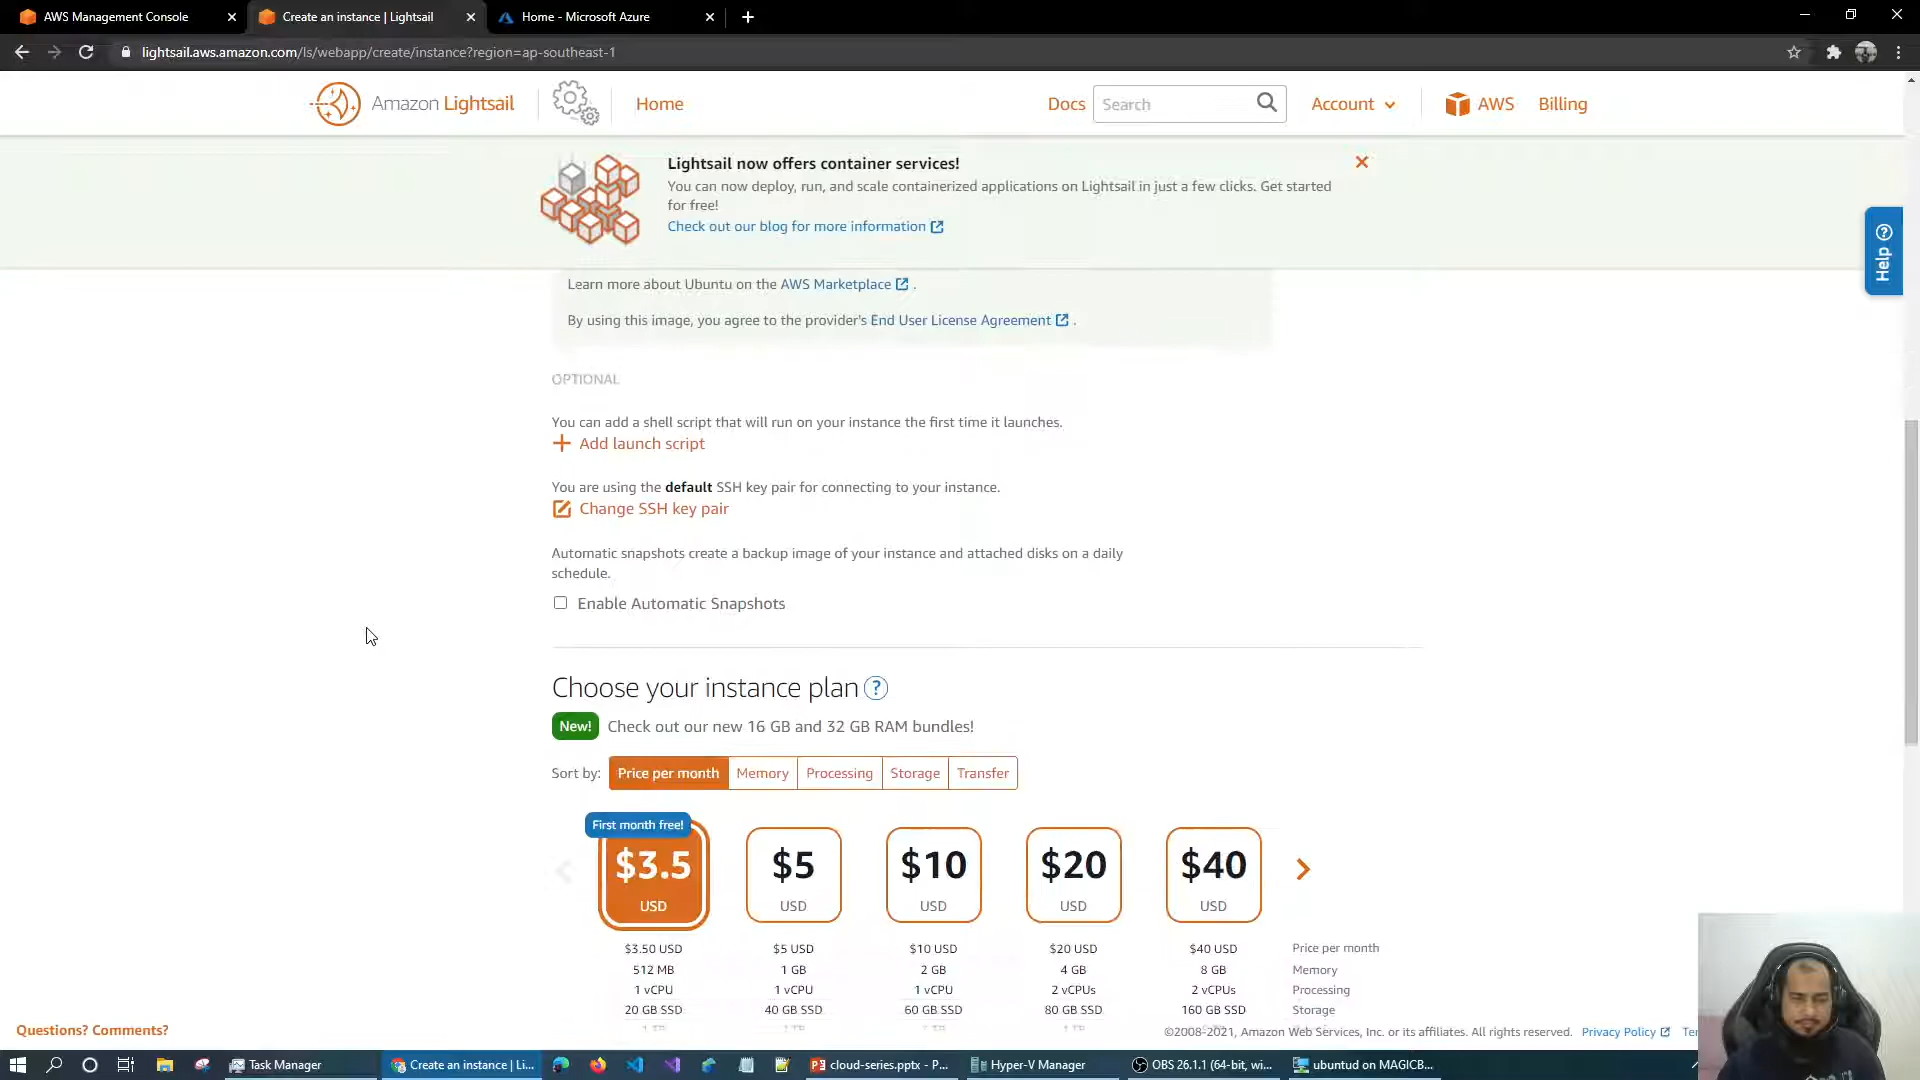 AWS Management Console
Create an instance | Lightsail
Home - Microsoft Azure
lightsail.aws.amazon.com/ls/webapp/create/instance?region=ap-southeast-1
Amazon Lightsail
Home
Docs
Search
Account
AWS
Billing
Lightsail now offers container services!
You can now deploy, run, and scale containerized applications on Lightsail in just a few clicks. Get started
for free!
Check out our blog for more information
Help
Learn more about Ubuntu on the AWS Marketplace .
By using this image, you agree to the provider's End User License Agreement .
OPTIONAL
You can add a shell script that will run on your instance the first time it launches.
Add launch script
You are using the default SSH key pair for connecting to your instance.
Change SSH key pair
Automatic snapshots create a backup image of your instance and attached disks on a daily
schedule.
Enable Automatic Snapshots
Choose your instance plan ?
New! Check out our new 16 GB and 32 GB RAM bundles!
Sort by: Price per month Memory Processing Storage Transfer
First month free!
$3.5 $5 $10 $20 $40
USD USD USD USD USD
$3.50 USD $5 USD $10 USD $20 USD $40 USD Price per month
512 MB 1 GB 2 GB 4 GB 8 GB Memory
1 vCPU 1 vCPU 1 vCPU 2 vCPUs 2 vCPUs Processing
20 GB SSD 40 GB SSD 60 GB SSD 80 GB SSD 160 GB SSD Storage
Questions? Comments?
©2008-2021, Amazon Web Services, Inc. or its affiliates. All rights reserved. Privacy Policy
Task Manager
Create an instance | Li...
cloud-series.pptx - P...
Hyper-V Manager
OBS 26.1.1 (64-bit, wi...
ubuntud on MAGICB...